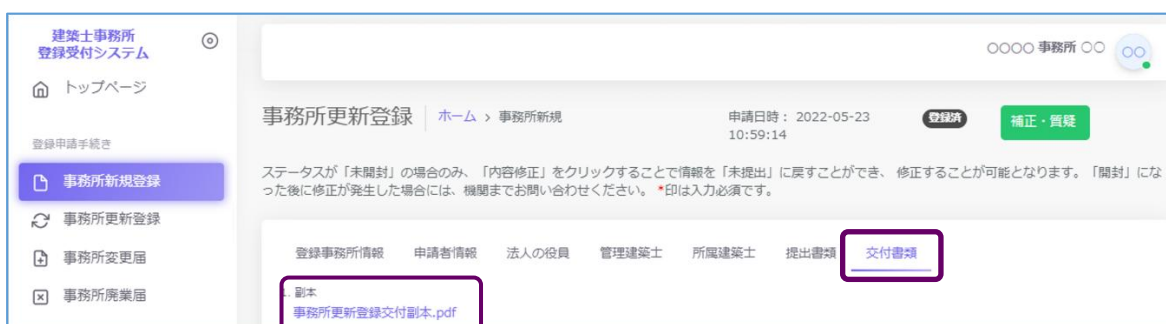 建築士事務所
登録受付システム
トップページ
登録申請手続き
事務所新規登録
事務所更新登録
事務所変更届
事務所廃業届
〇〇〇〇 事務所 〇〇
〇〇
事務所更新登録 ホーム > 事務所新規
申請日時： 2022-05-23
10:59:14
登録済
補正・質疑
ステータスが「未開封」の場合のみ、「内容修正」をクリックすることで情報を「未提出」に戻すことができ、 修正することが可能となります。「開封」にな
った後に修正が発生した場合には、機関までお問い合わせください。 *印は入力必須です。
登録事務所情報 申請者情報 法人の役員 管理建築士 所属建築士 提出書類 交付書類
. 副本
事務所更新登録交付副本.pdf